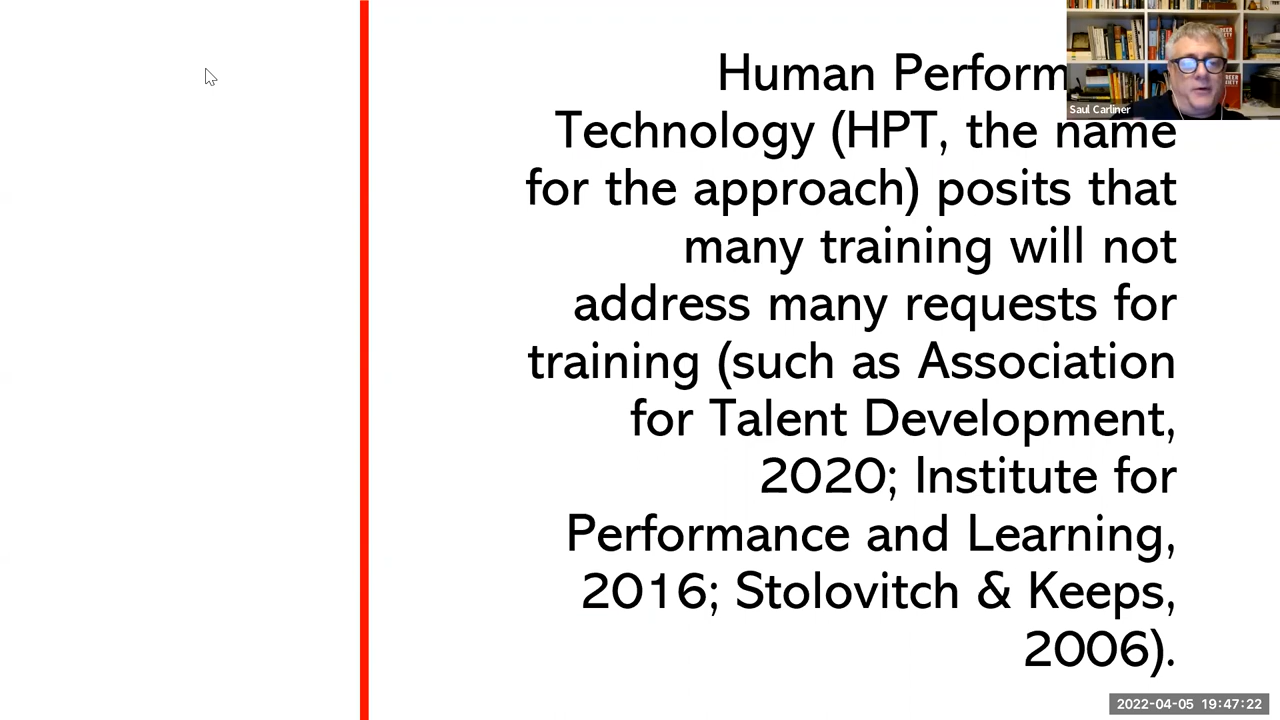 Human Perform
Technology (HPT, the name
for the approach) posits that
many training will not
address many requests for
training (such as Association
for Talent Development,
2020; Institute for
Performance and Learning,
2016; Stolovitch & Keeps,
2006).
Saul Carliner
2022-04-05 19:47:22